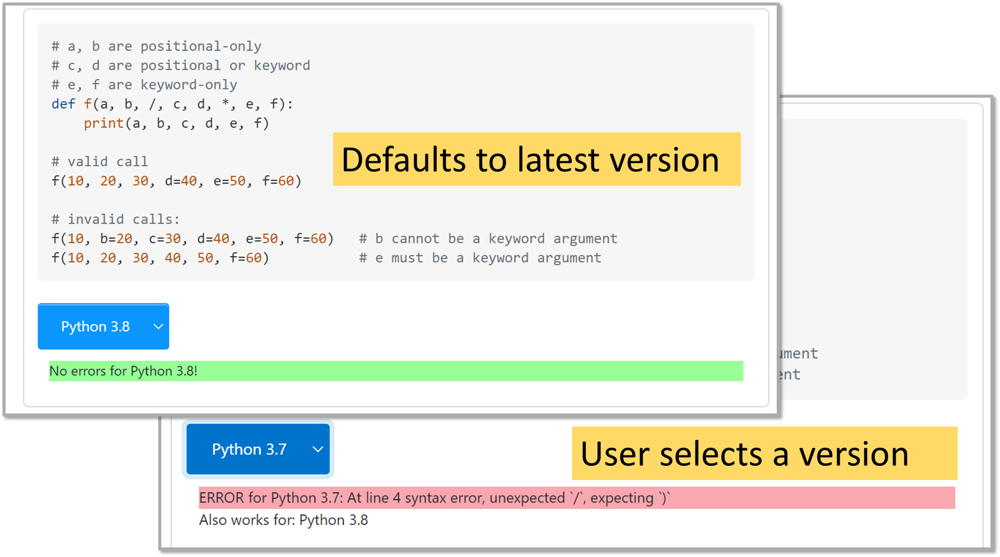 # a, b are positional-only
# c, d are positional or keyword
# e, f are keyword-only
def f(a, b, /, c, d, *, e, f):
    print(a, b, c, d, e, f)
# valid call
f(10, 20, 30, d=40, e=50, f=60)
# invalid calls:
f(10, b=20, c=30, d=40, e=50, f=60)   # b cannot be a keyword argument
f(10, 20, 30, 40, 50, f=60)           # e must be a keyword argument
Defaults to latest version
Python 3.8
No errors for Python 3.8!
Python 3.7
User selects a version
ERROR for Python 3.7: At line 4 syntax error, unexpected `/`, expecting `)`
Also works for: Python 3.8